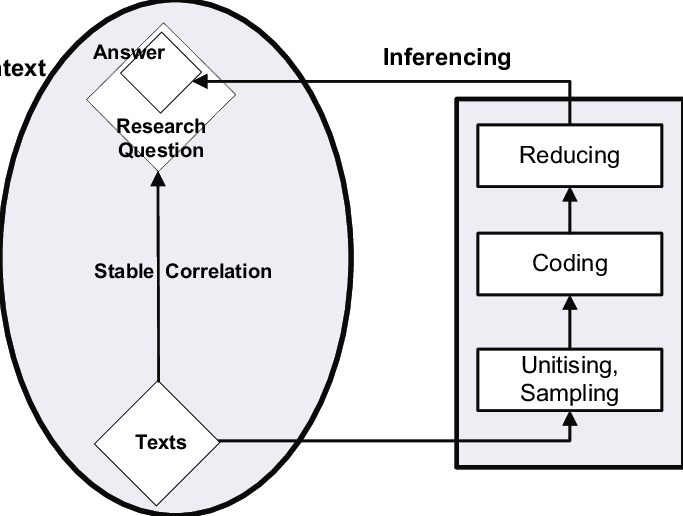 Answer
Inferencing
Research
Question
Reducing
Coding
Stable Correlation
Unitising,
Sampling
Texts